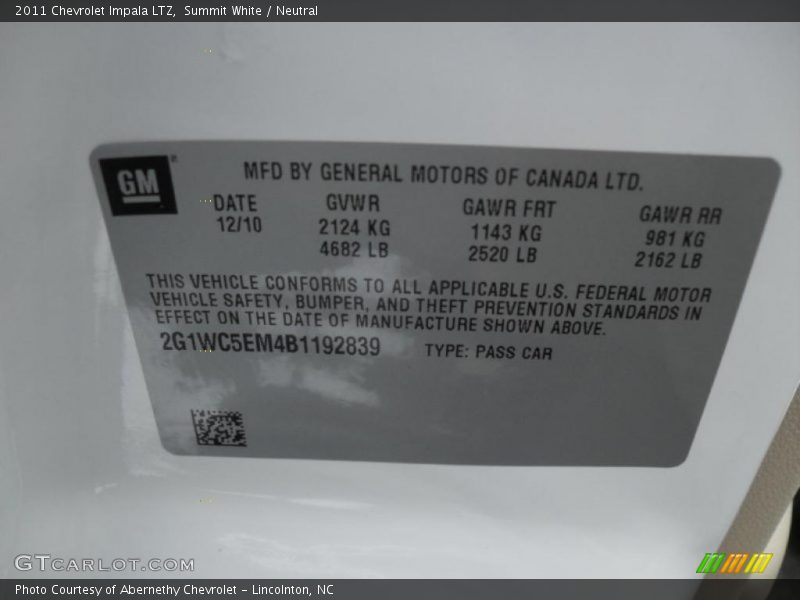 2011 Chevrolet Impala LTZ,  Summit White / Neutral
GM
MFD BY GENERAL MOTORS OF CANADA LTD.
DATE GVWR GAWR FRT GAWR RR
12/10 2124 KG 1143 KG 981 KG
4682 LB 2520 LB 2162 LB
THIS VEHICLE CONFORMS TO ALL APPLICABLE U.S. FEDERAL MOTOR
VEHICLE SAFETY, BUMPER, AND THEFT PREVENTION STANDARDS IN
EFFECT ON THE DATE OF MANUFACTURE SHOWN ABOVE.
2G1WC5EM4B1192839 TYPE: PASS CAR
GTCARLOT.COM
Photo Courtesy of Abernethy Chevrolet - Lincolnton, NC